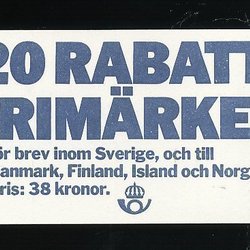 20 RABATT
RIMÄRKE
ör brev inom Sverige, och till
anmark, Finland, Island och Norg
ris: 38 kronor.